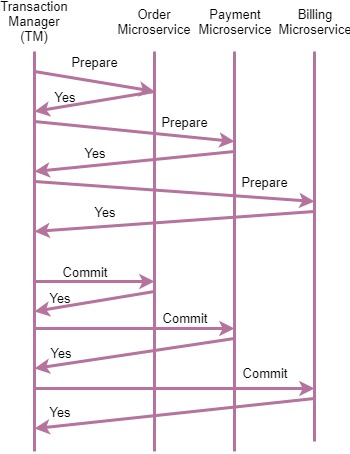 Transaction
Manager
(TM)
Order
Microservice
Payment
Microservice
Billing
Microservice
Prepare
Yes
Prepare
Yes
Prepare
Yes
Commit
Yes
Commit
Yes
Commit
Yes